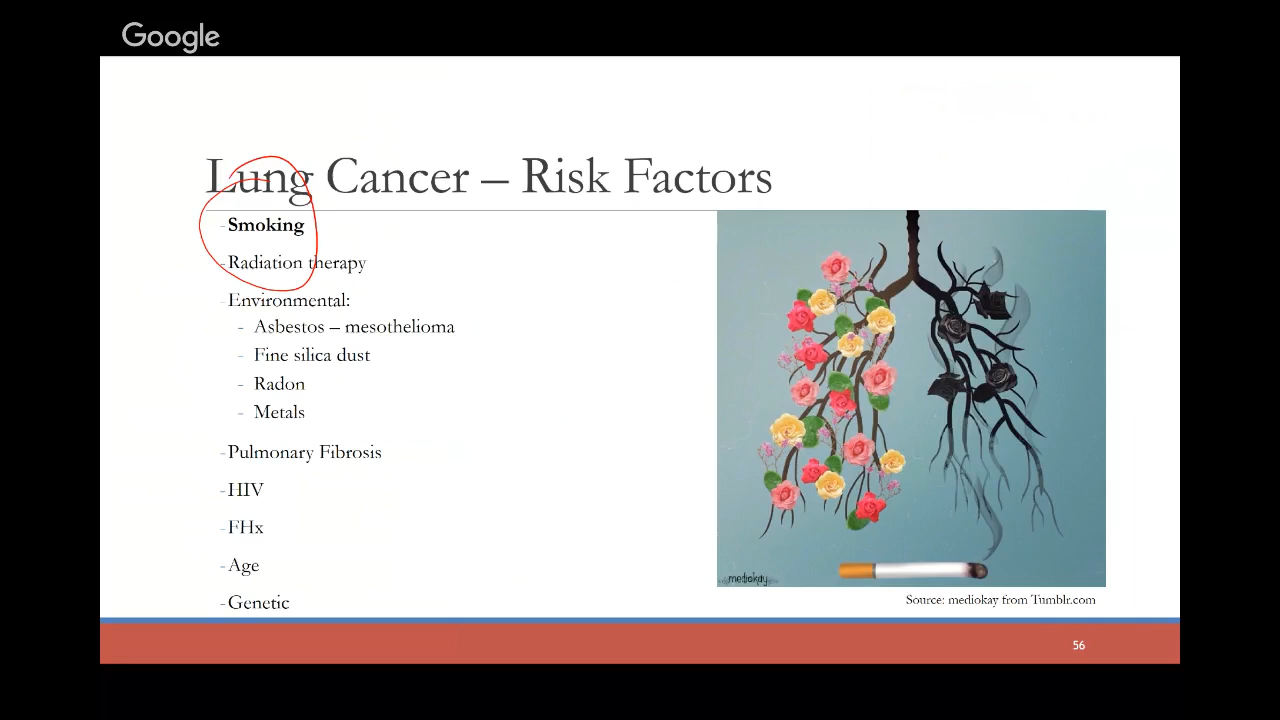 Google
Lung Cancer – Risk Factors
- Smoking
- Radiation therapy
- Environmental:
- Asbestos – mesothelioma
- Fine silica dust
- Radon
- Metals
- Pulmonary Fibrosis
- HIV
- FHx
- Age
- Genetic
mediokay
Source: mediokay from Tumblr.com
56